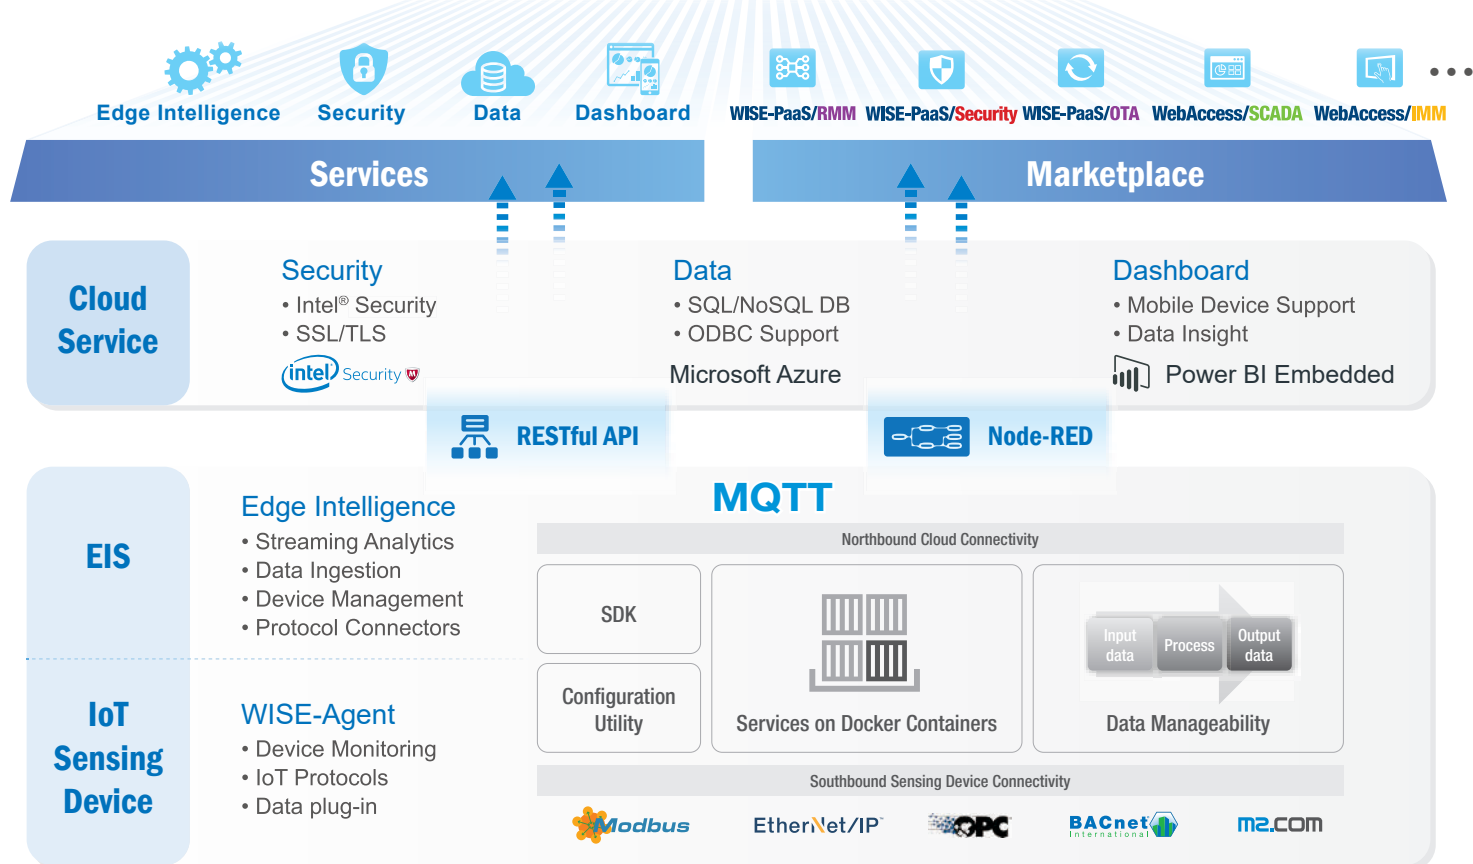 Edge Intelligence
Security
Data
Dashboard
WISE-PaaS/RMM
WISE-PaaS/Security
WISE-PaaS/OTA
WebAccess/SCADA
WebAccess/IMM
Services
Marketplace
Cloud
Service
Security
• Intel® Security
• SSL/TLS
intel Security
Data
• SQL/NoSQL DB
• ODBC Support
Microsoft Azure
Dashboard
• Mobile Device Support
• Data Insight
Power BI Embedded
RESTful API
Node-RED
EIS
Edge Intelligence
• Streaming Analytics
• Data Ingestion
• Device Management
• Protocol Connectors
MQTT
Northbound Cloud Connectivity
SDK
Configuration
Utility
Services on Docker Containers
Input
data
Process
Output
data
Data Manageability
IoT
Sensing
Device
WISE-Agent
• Device Monitoring
• IoT Protocols
• Data plug-in
Southbound Sensing Device Connectivity
Modbus
EtherNet/IP
OPC
BACnet
International
m2.com